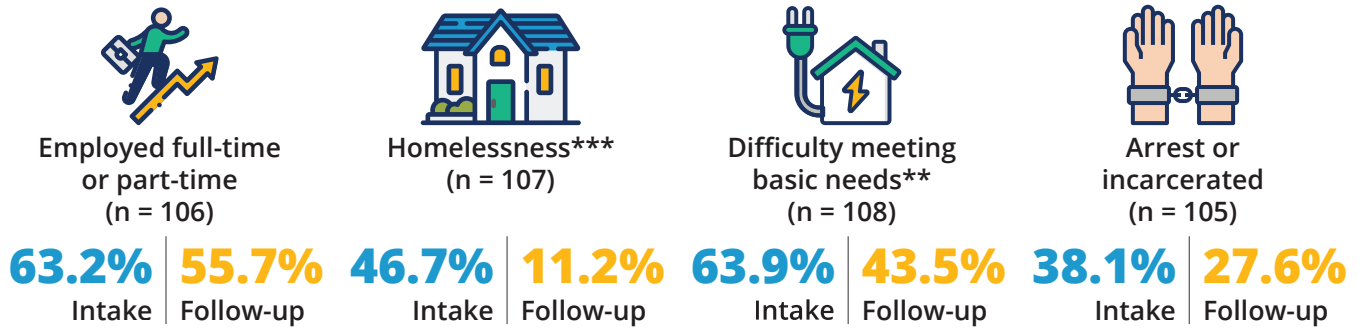 Employed full-time
or part-time
(n = 106)
63.2% 55.7%
Intake Follow-up
Homelessness***
(n = 107)
46.7% 11.2%
Intake Follow-up
Difficulty meeting
basic needs**
(n = 108)
63.9% 43.5%
Intake Follow-up
Arrest or
incarcerated
(n = 105)
38.1% 27.6%
Intake Follow-up